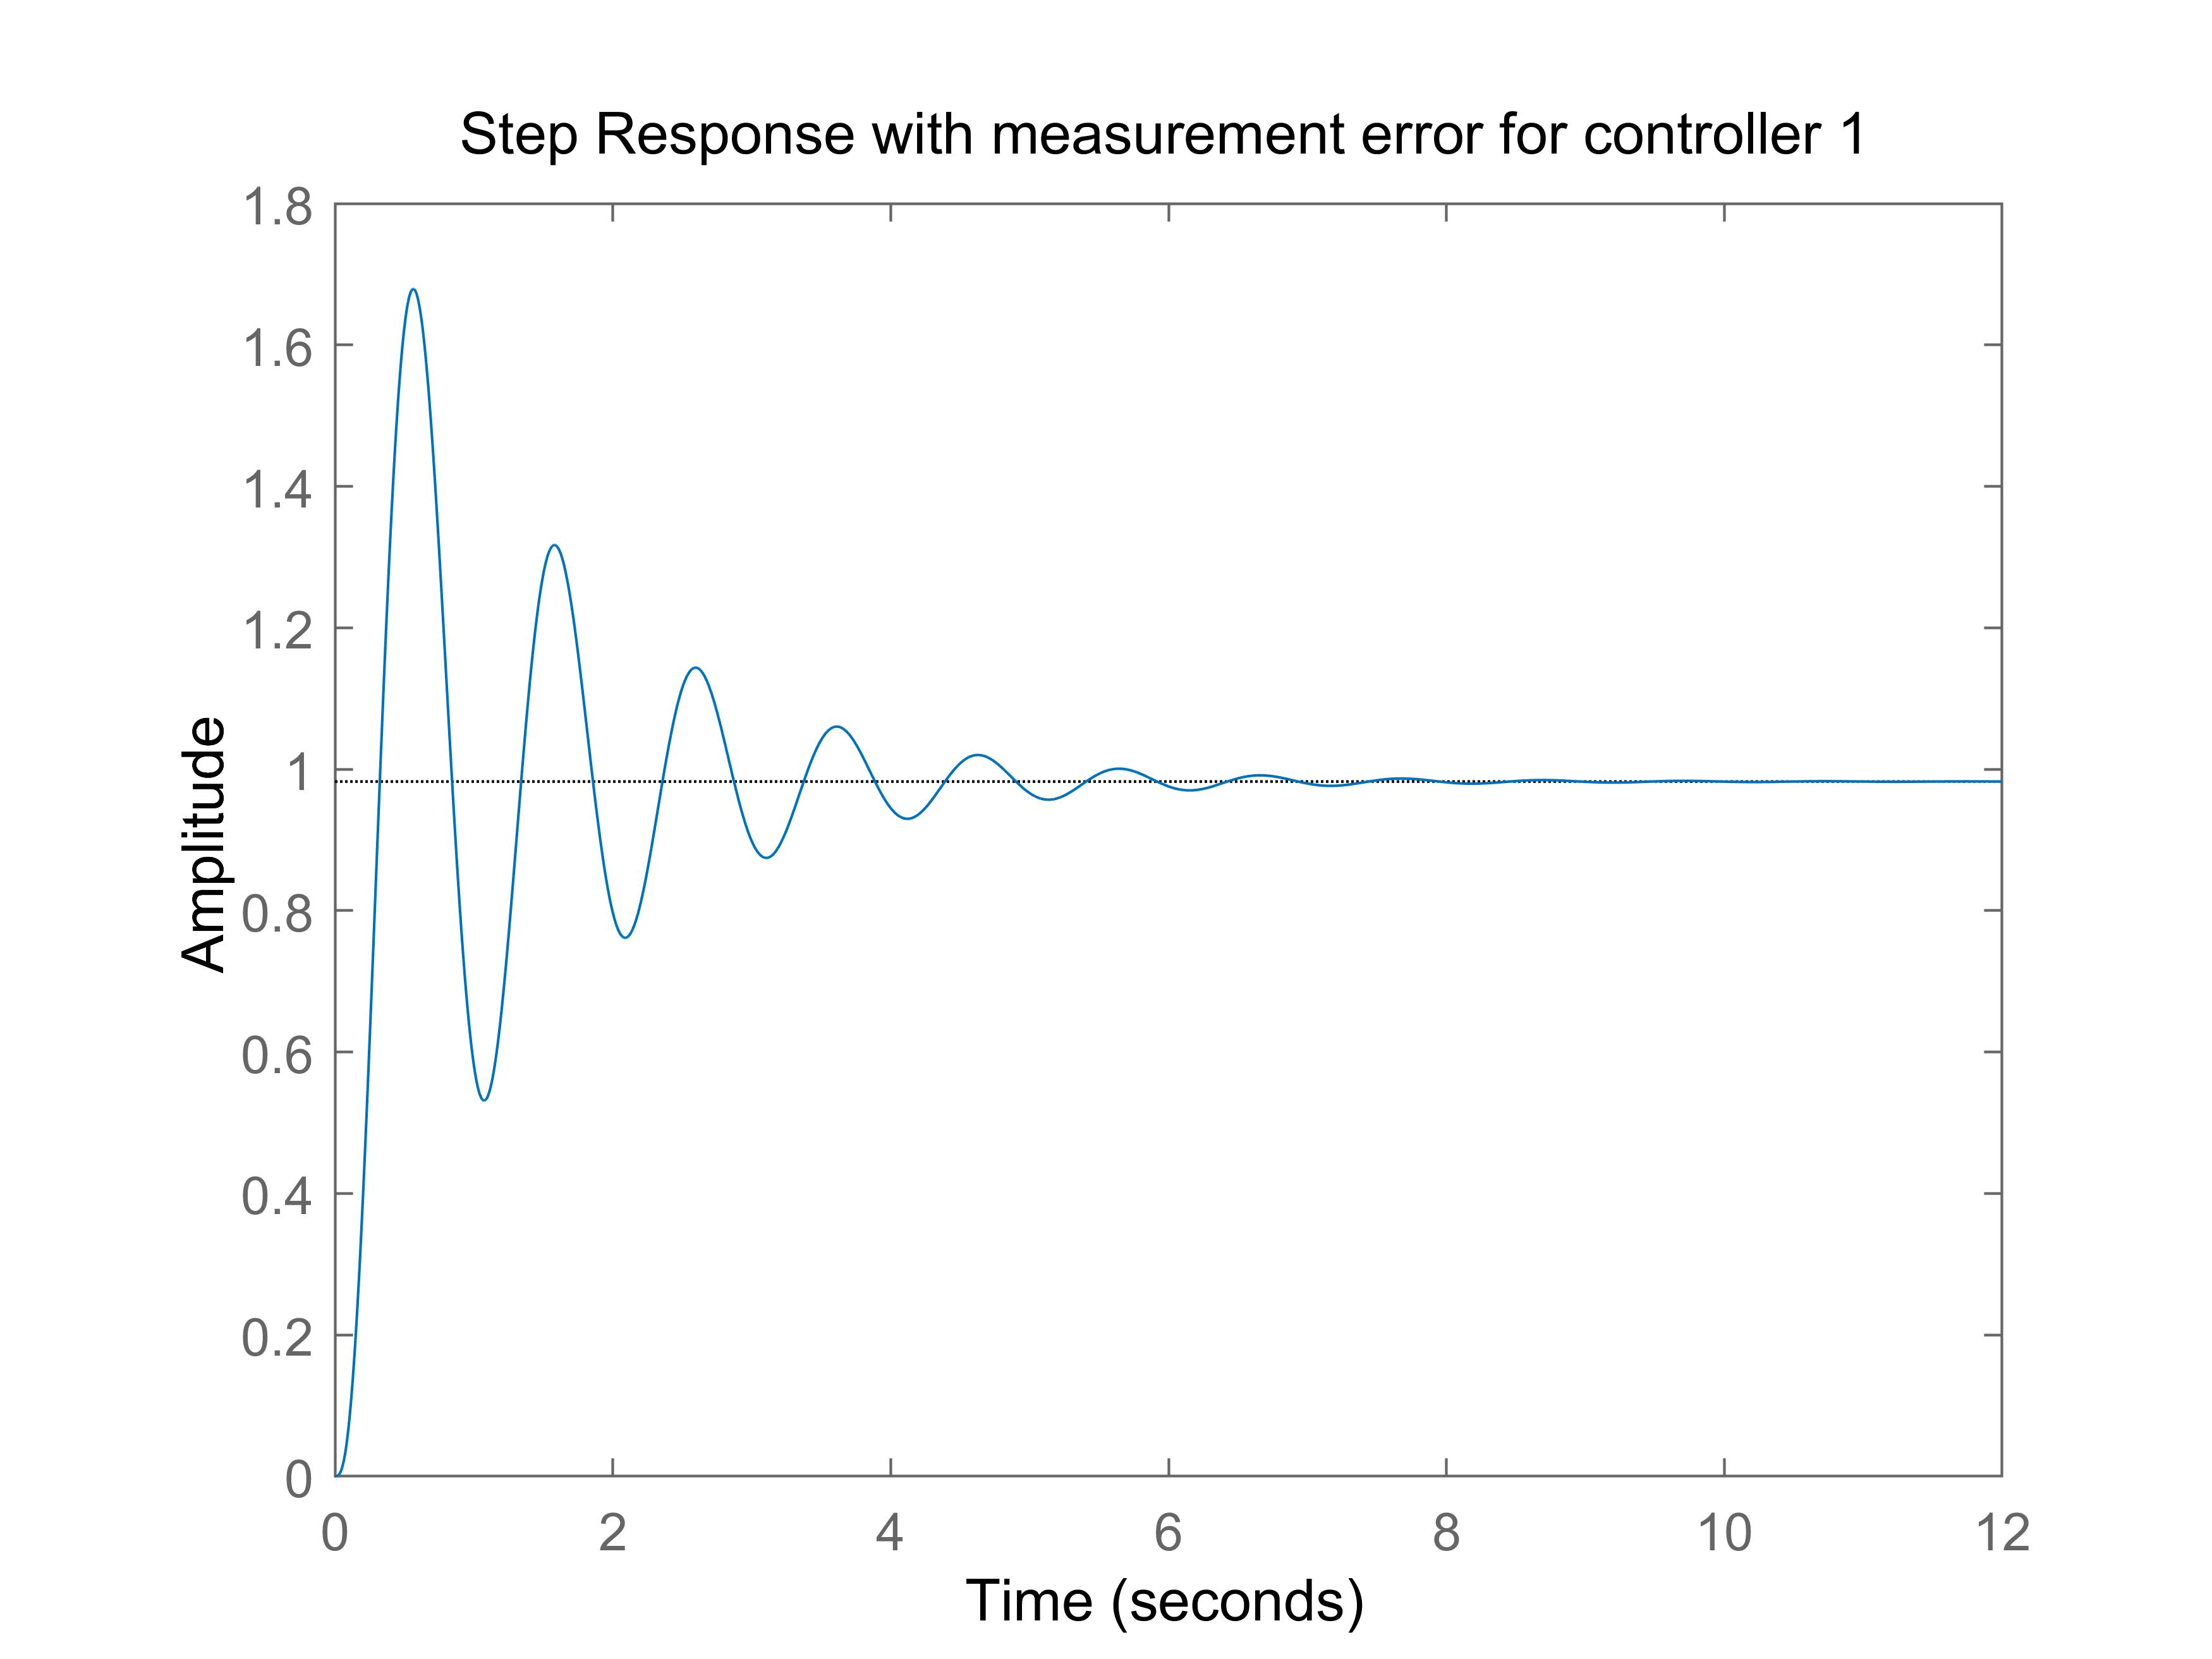 Step Response with measurement error for controller 1
1.8
1.6
1.4
1.2
1
0.8
0.6
0.4
0.2
0
Amplitude
0 2 4 6 8 10 12
Time (seconds)